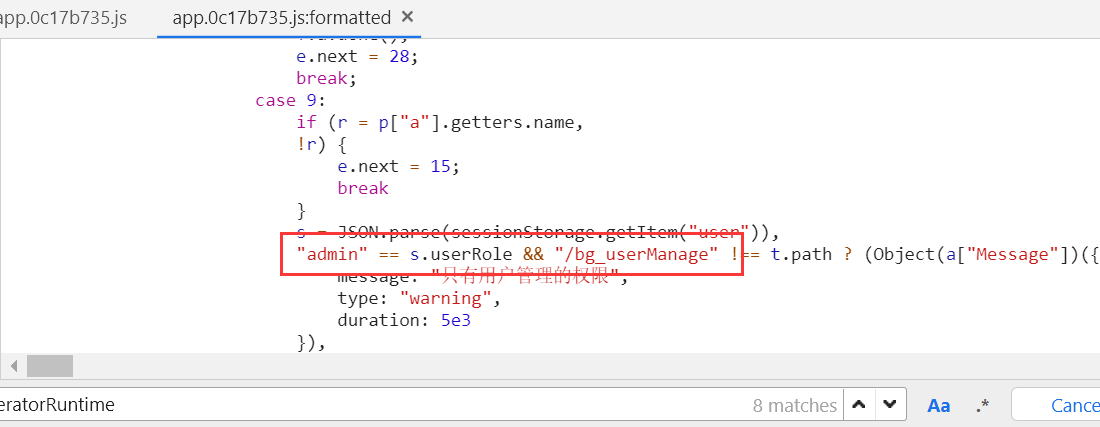 app.0c17b735.js app.0c17b735.js:formatted ×
e.next = 28;
break;
case 9:
if (r = p["a"].getters.name,
!r) {
e.next = 15;
break
}
s = JSON.parse(sessionStorage.getItem("user")),
"admin" == s.userRole && "/bg_userManage" !== t.path ? (Object(a["Message"])({
message: "只有用户管理的权限",
type: "warning",
duration: 5e3
}),
eratorRuntime 8 matches Aa .* Cance